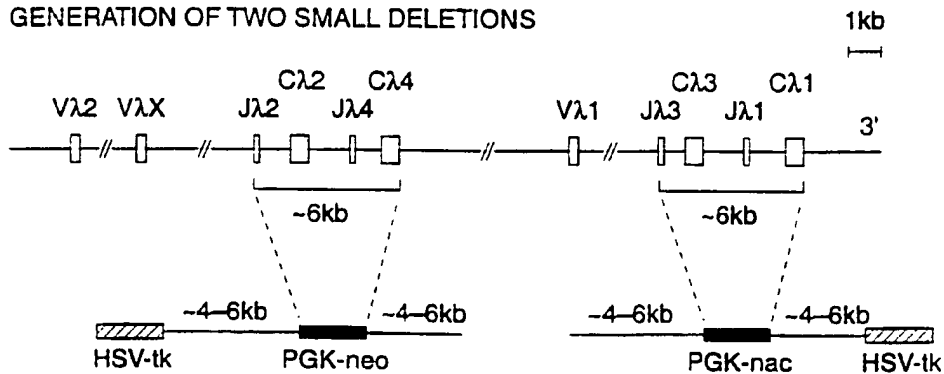 GENERATION OF TWO SMALL DELETIONS
1kb
Cλ2 Cλ4 Cλ3 Cλ1
Vλ2 VλX Jλ2 Jλ4 Vλ1 Jλ3 Jλ1 3'
~6kb ~6kb
~4–6kb ~4–6kb ~4–6kb ~4–6kb
HSV-tk PGK-neo PGK-nac HSV-tk